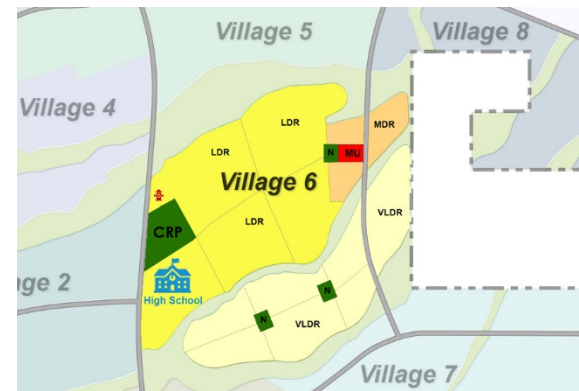 Village 5
Village 8
Village 4
LDR
MDR
LDR
N
MU
Village 6
VLDR
CRP
LDR
age 2
High School
N
N
VLDR
Village 7